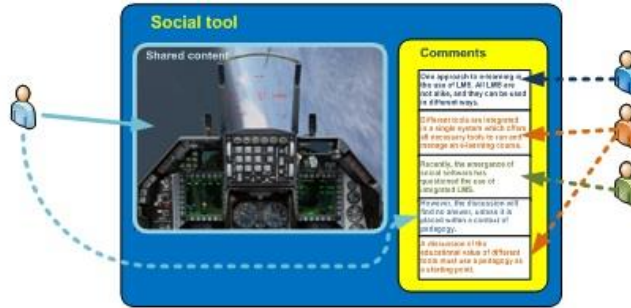 Social tool
Shared content
Comments
One approach to e-learning is
the use of LMS. All LMS are
not alike, and they can be used
in different ways.
Different tools are integrated
in a single system which offers
all necessary tools to run and
manage an e-learning course.
Recently, the emergence of
social software has
questioned the use of
integrated LMS.
However, the discussion will
find no answer, unless it is
placed within a context of
pedagogy.
A discussion of the
educational value of different
tools must use a pedagogy as
a starting point.